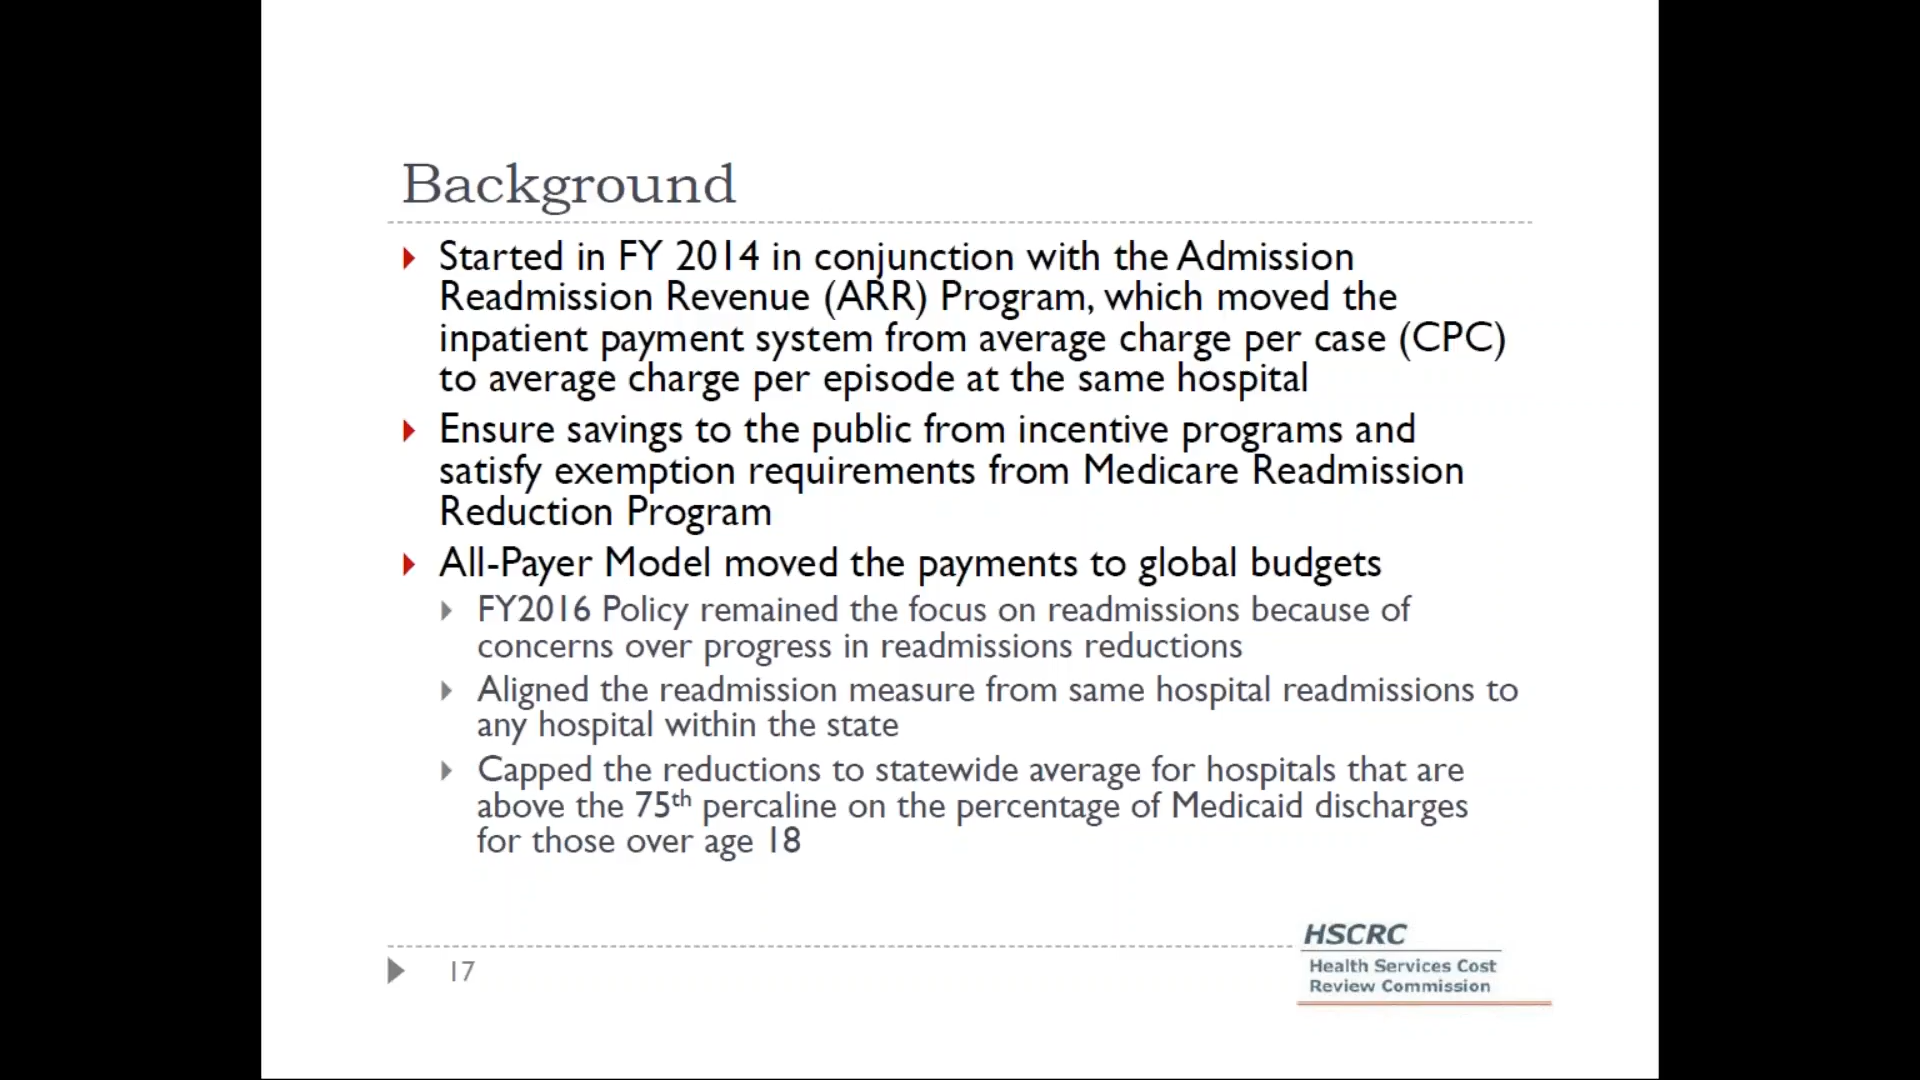 Background
Started in FY 2014 in conjunction with the Admission
Readmission Revenue (ARR) Program, which moved the
inpatient payment system from average charge per case (CPC)
to average charge per episode at the same hospital
Ensure savings to the public from incentive programs and
satisfy exemption requirements from Medicare Readmission
Reduction Program
All-Payer Model moved the payments to global budgets
FY2016 Policy remained the focus on readmissions because of
concerns over progress in readmissions reductions
Aligned the readmission measure from same hospital readmissions to
any hospital within the state
Capped the reductions to statewide average for hospitals that are
above the 75th percaline on the percentage of Medicaid discharges
for those over age 18
17
HSCRC
Health Services Cost
Review Commission